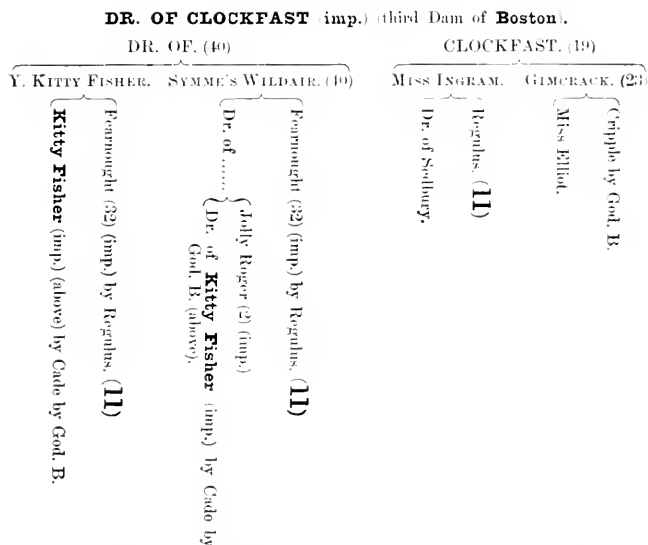 DR. OF CLOCKFAST (imp.) (third Dam of Boston).
DR. OF. (40)
CLOCKFAST. (19)
Y. KITTY FISHER.
SYMME'S WILDAIR. (40)
MISS INGRAM.
GIMCRACK. (23)
Kitty Fisher (imp.) (above) by Cade by God. B.
Fearnought (32) (imp.) by Regulus. (11)
Dr. of ......
Dr. of Kitty Fisher (imp.) by Cade by
God. B. (above).
Jolly Roger (2) (imp.)
Fearnought (32) (imp.) by Regulus. (11)
Dr. of Sedbury.
Regulus. (11)
Miss Elliot.
Cripple by God. B.